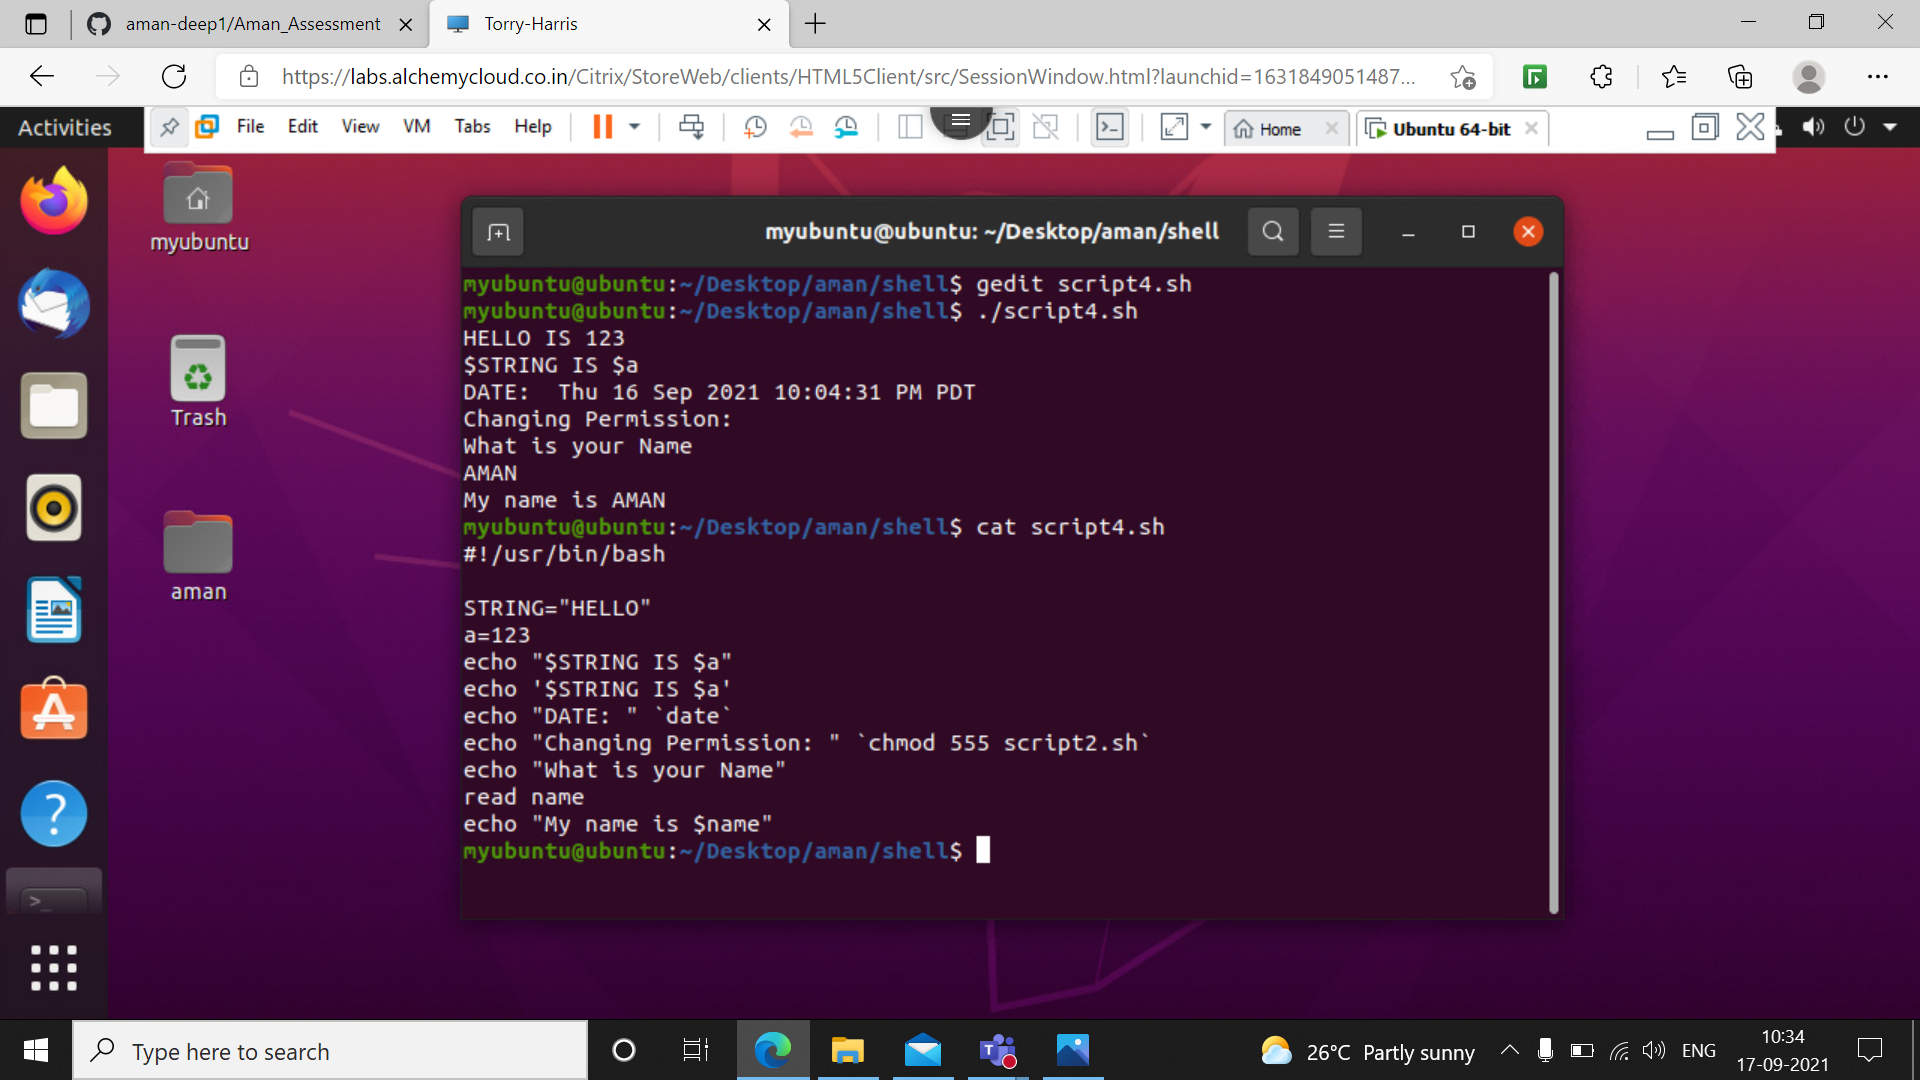 aman-deep1/Aman_Assessment
Torry-Harris
https://labs.alchemycloud.co.in/Citrix/StoreWeb/clients/HTML5Client/src/SessionWindow.html?launchid=1631849051487...
Activities
File Edit View VM Tabs Help
Home
Ubuntu 64-bit
myubuntu
Trash
aman
myubuntu@ubuntu: ~/Desktop/aman/shell
myubuntu@ubuntu:~/Desktop/aman/shell$ gedit script4.sh
myubuntu@ubuntu:~/Desktop/aman/shell$ ./script4.sh
HELLO IS 123
$STRING IS $a
DATE:  Thu 16 Sep 2021 10:04:31 PM PDT
Changing Permission:
What is your Name
AMAN
My name is AMAN
myubuntu@ubuntu:~/Desktop/aman/shell$ cat script4.sh
#!/usr/bin/bash
STRING="HELLO"
a=123
echo "$STRING IS $a"
echo '$STRING IS $a'
echo "DATE: " `date`
echo "Changing Permission: " `chmod 555 script2.sh`
echo "What is your Name"
read name
echo "My name is $name"
myubuntu@ubuntu:~/Desktop/aman/shell$
Type here to search
26°C Partly sunny
ENG
10:34
17-09-2021